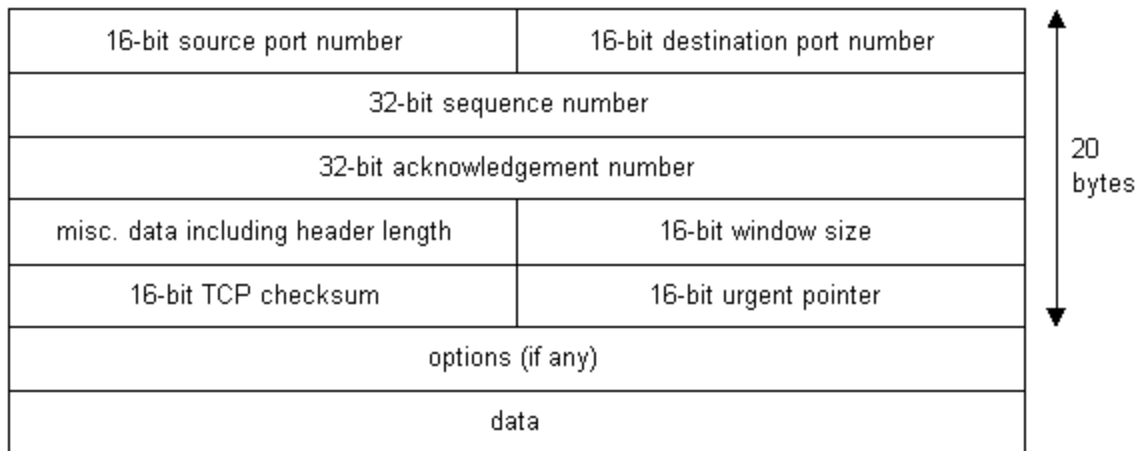 16-bit source port number
16-bit destination port number
32-bit sequence number
32-bit acknowledgement number
misc. data including header length
16-bit window size
16-bit TCP checksum
16-bit urgent pointer
options (if any)
data
20
bytes